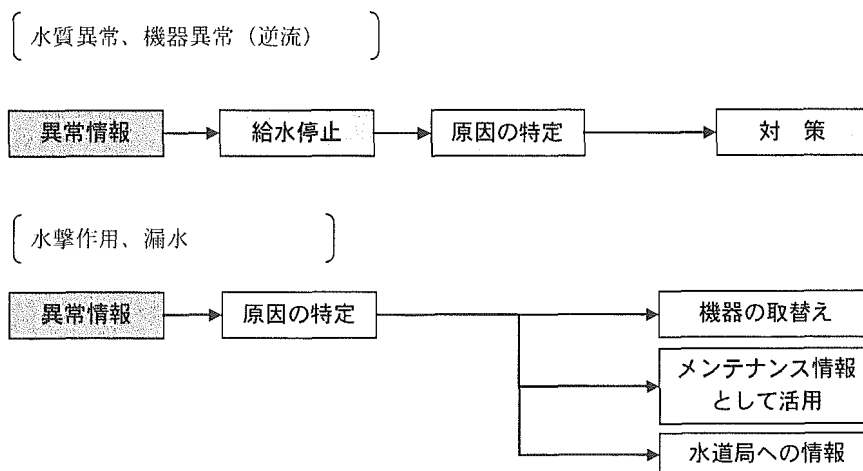 水質異常、機器異常（逆流）
異常情報
給水停止
原因の特定
対　策
水撃作用、漏水
異常情報
原因の特定
機器の取替え
メンテナンス情報
として活用
水道局への情報